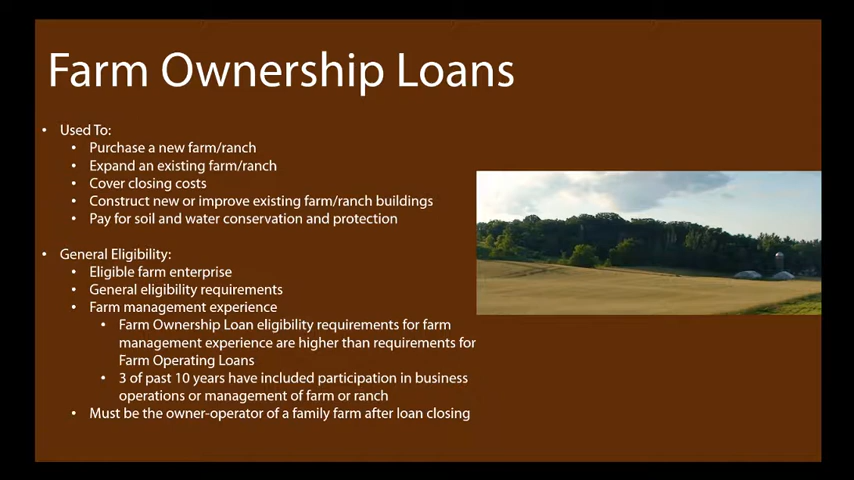 Farm Ownership Loans
• Used To:
• Purchase a new farm/ranch
• Expand an existing farm/ranch
• Cover closing costs
• Construct new or improve existing farm/ranch buildings
• Pay for soil and water conservation and protection
• General Eligibility:
• Eligible farm enterprise
• General eligibility requirements
• Farm management experience
• Farm Ownership Loan eligibility requirements for farm
management experience are higher than requirements for
Farm Operating Loans
• 3 of past 10 years have included participation in business
operations or management of farm or ranch
• Must be the owner-operator of a family farm after loan closing